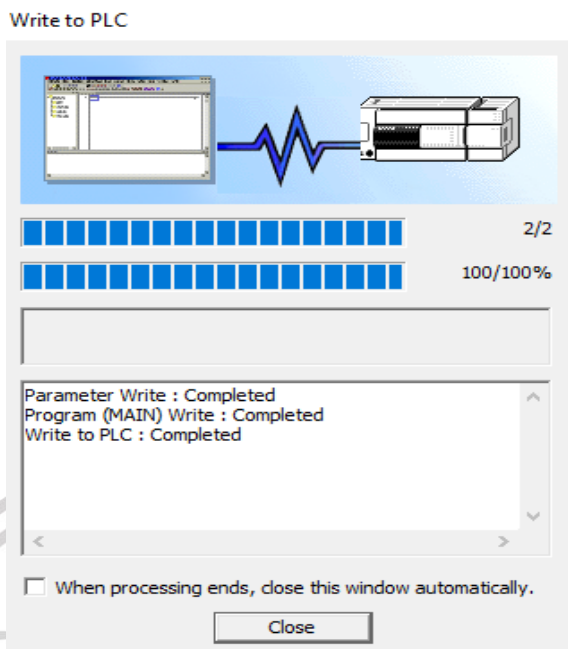 Write to PLC
2/2
100/100%
Parameter Write : Completed
Program (MAIN) Write : Completed
Write to PLC : Completed
When processing ends, close this window automatically.
Close